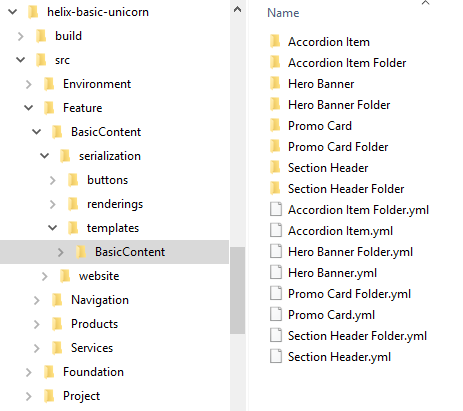 helix-basic-unicorn
build
src
Environment
Feature
BasicContent
serialization
buttons
renderings
templates
BasicContent
website
Navigation
Products
Services
Foundation
Project
Name
Accordion Item
Accordion Item Folder
Hero Banner
Hero Banner Folder
Promo Card
Promo Card Folder
Section Header
Section Header Folder
Accordion Item Folder.yml
Accordion Item.yml
Hero Banner Folder.yml
Hero Banner.yml
Promo Card Folder.yml
Promo Card.yml
Section Header Folder.yml
Section Header.yml